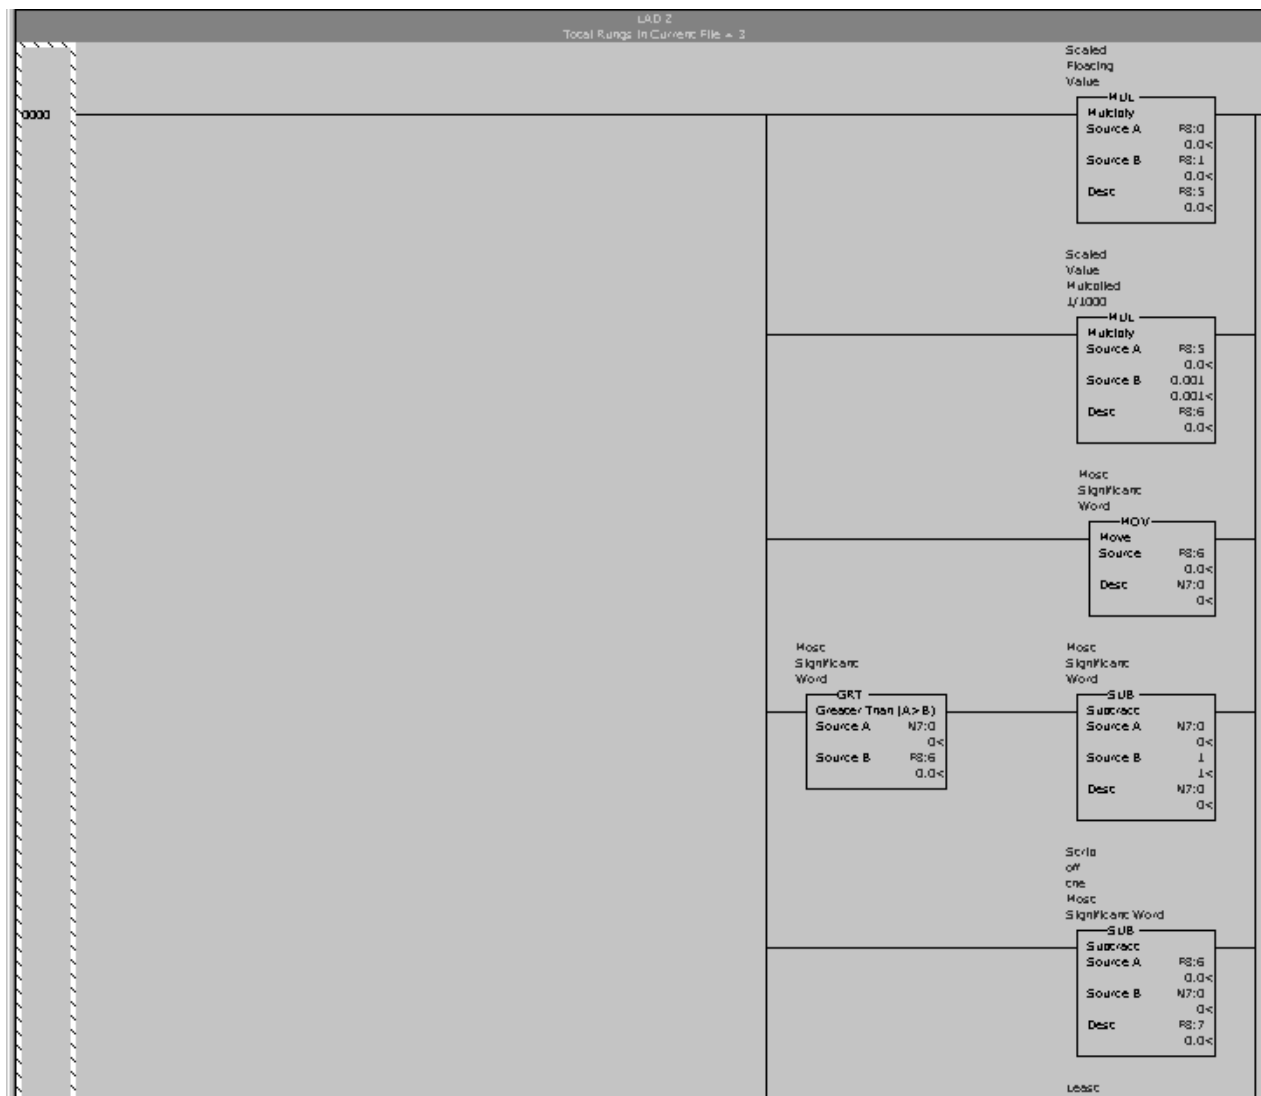 LAD 2
Total Rungs in Current File = 3
0000
Scaled
Floating
Value
MUL
Multiply
Source A F8:0
0.0<
Source B F8:1
0.0<
Dest F8:5
0.0<
Scaled
Value
Multiplied
1/1000
MUL
Multiply
Source A F8:5
0.0<
Source B 0.001
0.001<
Dest F8:6
0.0<
Most
Significant
Word
MOV
Move
Source F8:6
0.0<
Dest N7:0
0<
Most
Significant
Word
GRT
Greater Than (A>B)
Source A N7:0
0<
Source B F8:6
0.0<
Most
Significant
Word
SUB
Subtract
Source A N7:0
0<
Source B 1
1<
Dest N7:0
0<
Strip
off
the
Most
Significant Word
SUB
Subtract
Source A F8:6
0.0<
Source B N7:0
0<
Dest F8:7
0.0<
Least